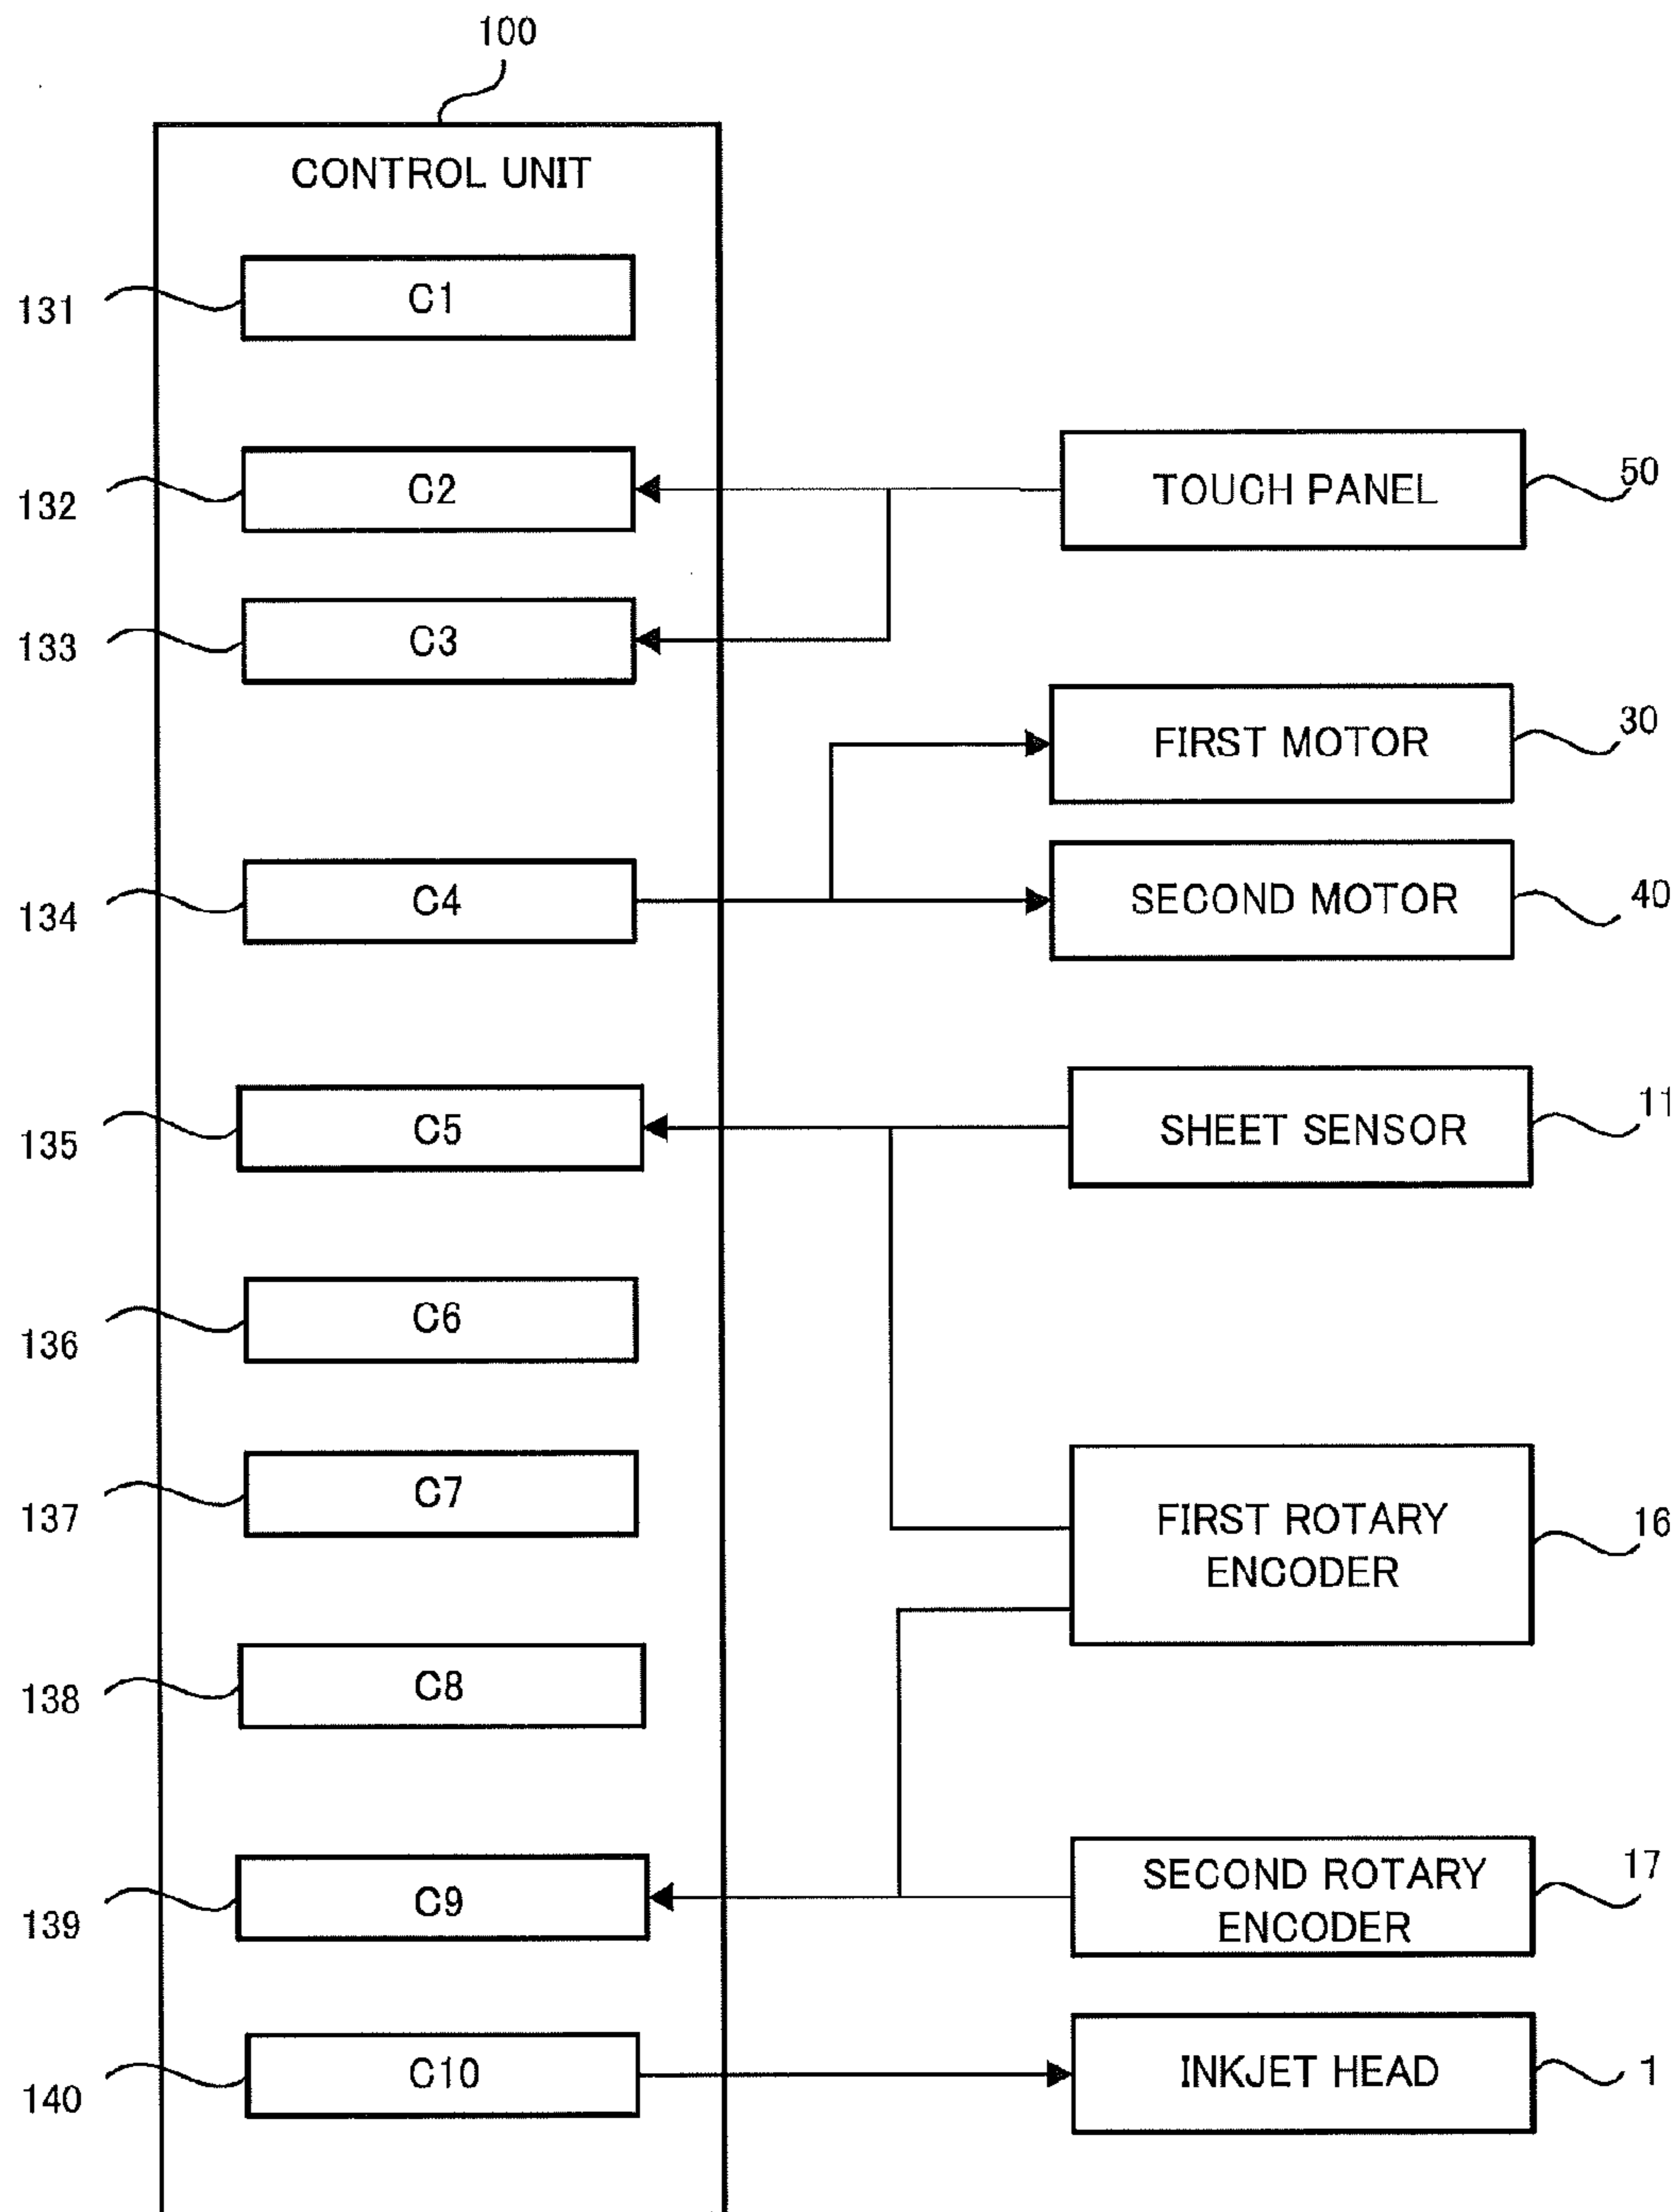 100
CONTROL UNIT
131
C1
132
C2
TOUCH PANEL
50
133
C3
FIRST MOTOR
30
134
C4
SECOND MOTOR
40
135
C5
SHEET SENSOR
11
136
C6
137
C7
FIRST ROTARY
ENCODER
16
138
C8
139
C9
SECOND ROTARY
ENCODER
17
140
C10
INKJET HEAD
1